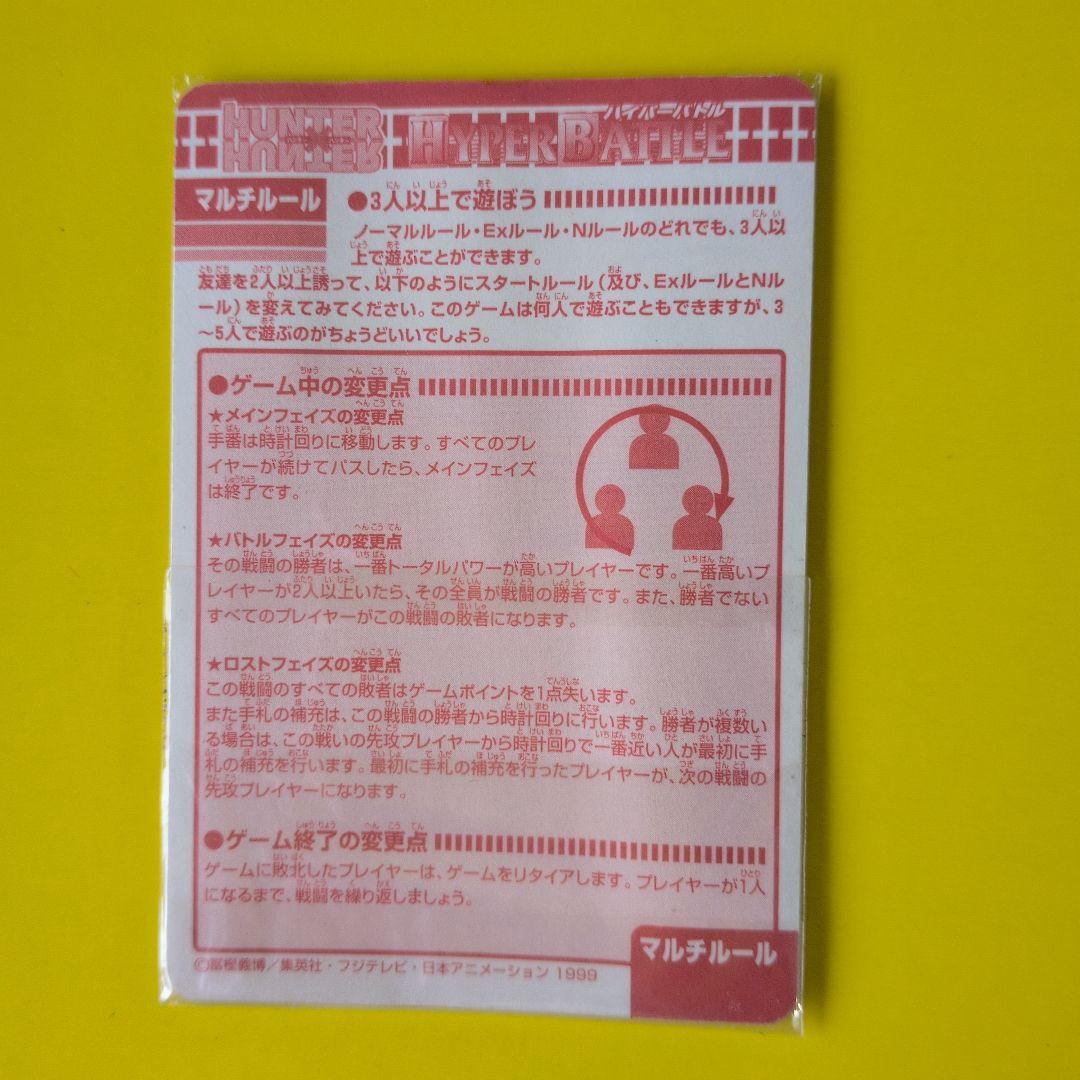 HUNTER
HUNTER
ハイパーバトル
HYPER BATTLE
マルチルール
●3人以上で遊ぼう
ノーマルルール・Exルール・Nルールのどれでも、3人以
上で遊ぶことができます。
友達を2人以上誘って、以下のようにスタートルール(及び、ExルールとNル
ール)を変えてみてください。このゲームは何人で遊ぶこともできますが、3
～5人で遊ぶのがちょうどいいでしょう。
●ゲーム中の変更点
★メインフェイズの変更点
手番は時計回りに移動します。すべてのプレ
イヤーが続けてパスしたら、メインフェイズ
は終了です。
★バトルフェイズの変更点
その戦闘の勝者は、一番トータルパワーが高いプレイヤーです。一番高いプ
レイヤーが2人以上いたら、その全員が戦闘の勝者です。また、勝者でない
すべてのプレイヤーがこの戦闘の敗者になります。
★ロストフェイズの変更点
この戦闘のすべての敗者はゲームポイントを1点失います。
また手札の補充は、この戦闘の勝者から時計回りに行います。勝者が複数い
る場合は、この戦いの先攻プレイヤーから時計回りで一番近い人が最初に手
札の補充を行います。最初に手札の補充を行ったプレイヤーが、次の戦闘の
先攻プレイヤーになります。
●ゲーム終了の変更点
ゲームに敗北したプレイヤーは、ゲームをリタイアします。プレイヤーが1人
になるまで、戦闘を繰り返しましょう。
マルチルール
©冨樫義博／集英社・フジテレビ・日本アニメーション 1999